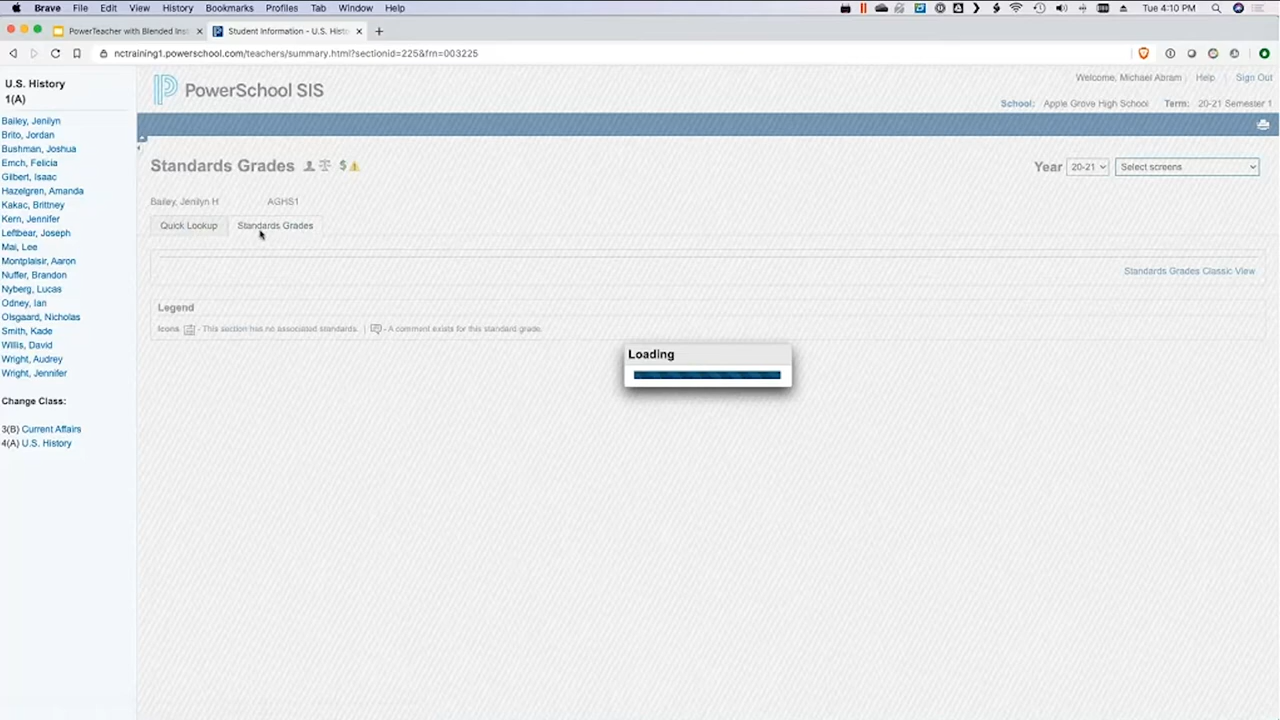 Brave File Edit View History Bookmarks Profiles Tab Window Help Tue 4:10 PM
PowerTeacher with Blended Inst Student Information - U.S. Histo
nctraining1.powerschool.com/teachers/summary.html?sectionid=225&frn=003225
U.S. History
1(A)
Bailey, Jenilyn
Brito, Jordan
Bushman, Joshua
Emch, Felicia
Gilbert, Isaac
Hazelgren, Amanda
Kakac, Brittney
Kern, Jennifer
Leftbear, Joseph
Mai, Lee
Montplaisir, Aaron
Nuffer, Brandon
Nyberg, Lucas
Odney, Ian
Olsgaard, Nicholas
Smith, Kade
Willis, David
Wright, Audrey
Wright, Jennifer
Change Class:
3(B) Current Affairs
4(A) U.S. History
PowerSchool SIS
Welcome, Michael Abram Help Sign Out
School: Apple Grove High School Term: 20-21 Semester 1
Standards Grades
Year 20-21 Select screens
Bailey, Jenilyn H AGHS1
Quick Lookup Standards Grades
Standards Grades Classic View
Legend
Icons - This section has no associated standards. | - A comment exists for this standard grade.
Loading